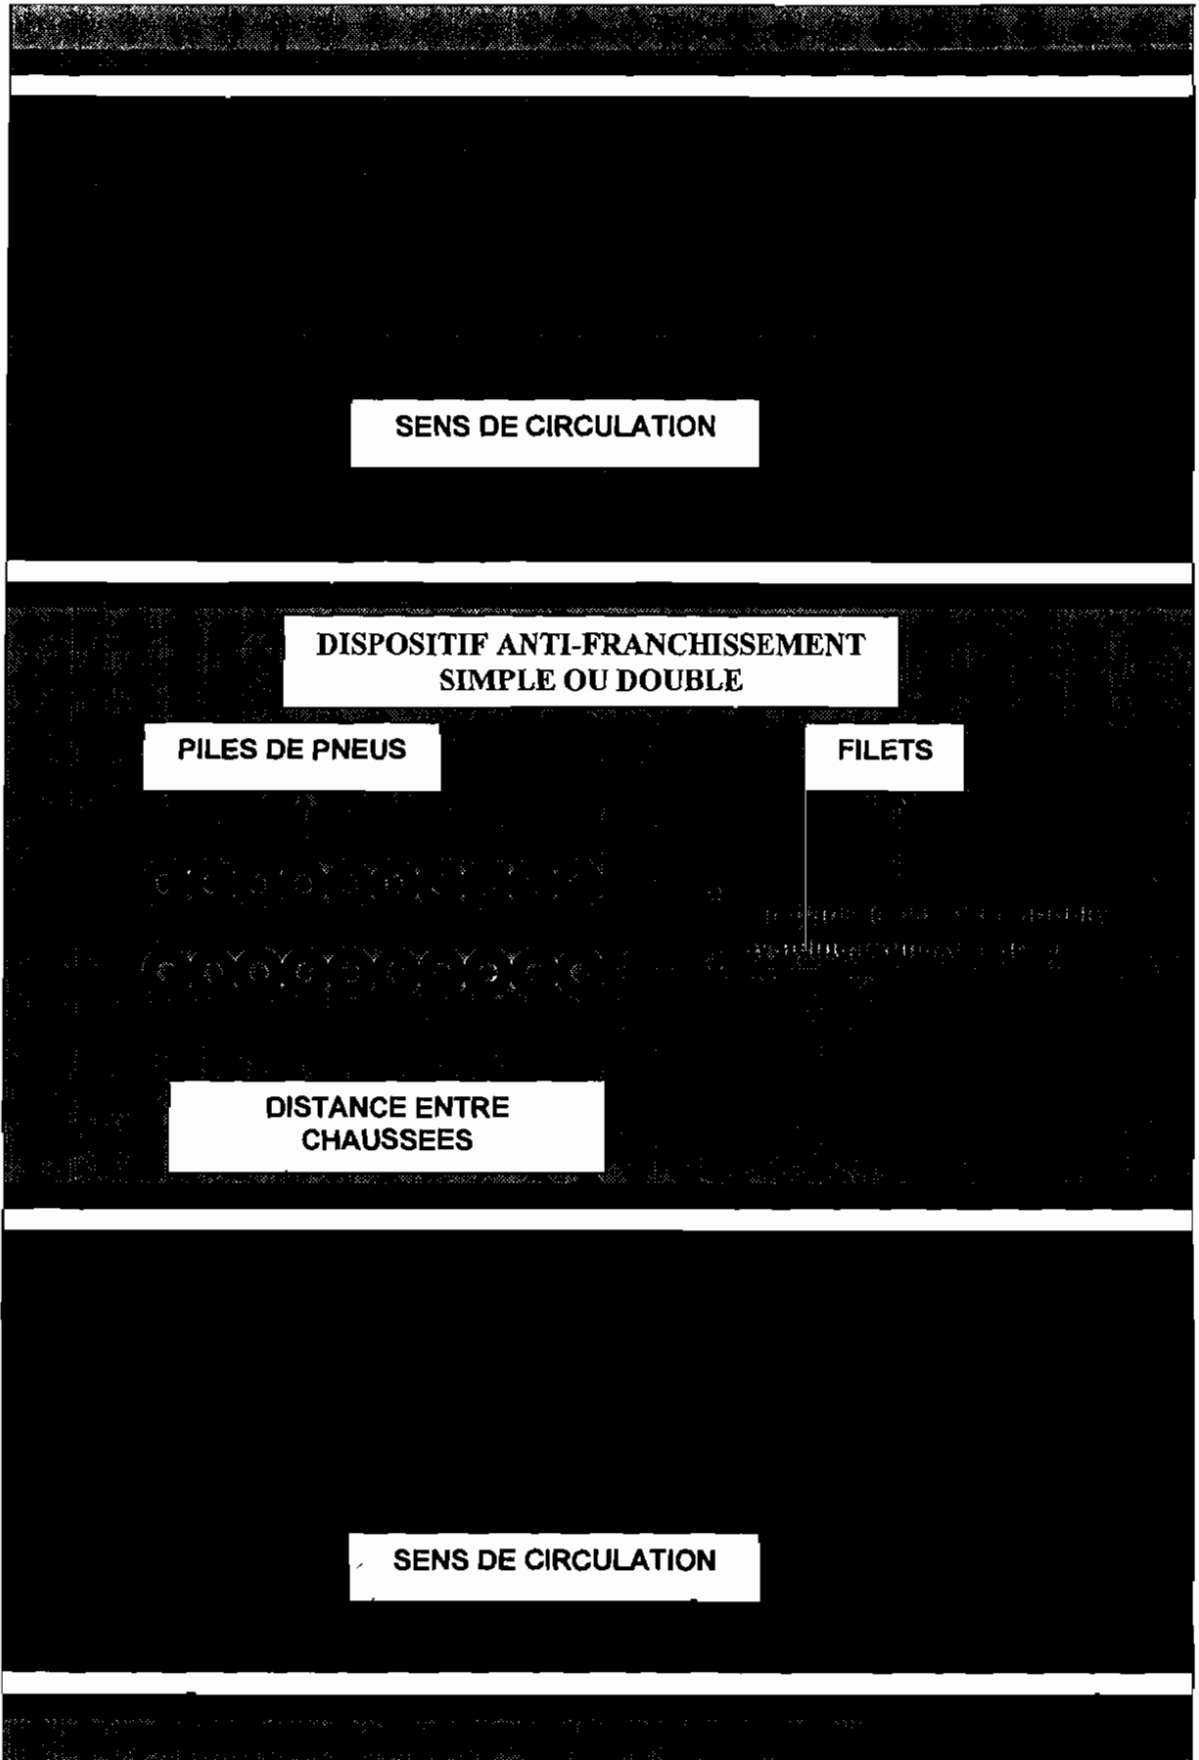 SENS DE CIRCULATION
DISPOSITIF ANTI-FRANCHISSEMENT
SIMPLE OU DOUBLE
PILES DE PNEUS
FILETS
DISTANCE ENTRE
CHAUSSEES
SENS DE CIRCULATION